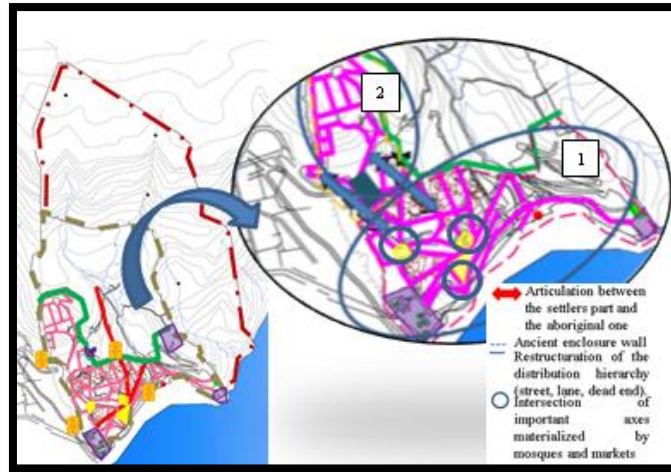 2
1
Articulation between
the settlers part and
the aboriginal one
Ancient enclosure wall
Restructuration of the
distribution hierarchy
(street, lane, dead end).
Intersection of
important axes
materialized by
mosques and markets